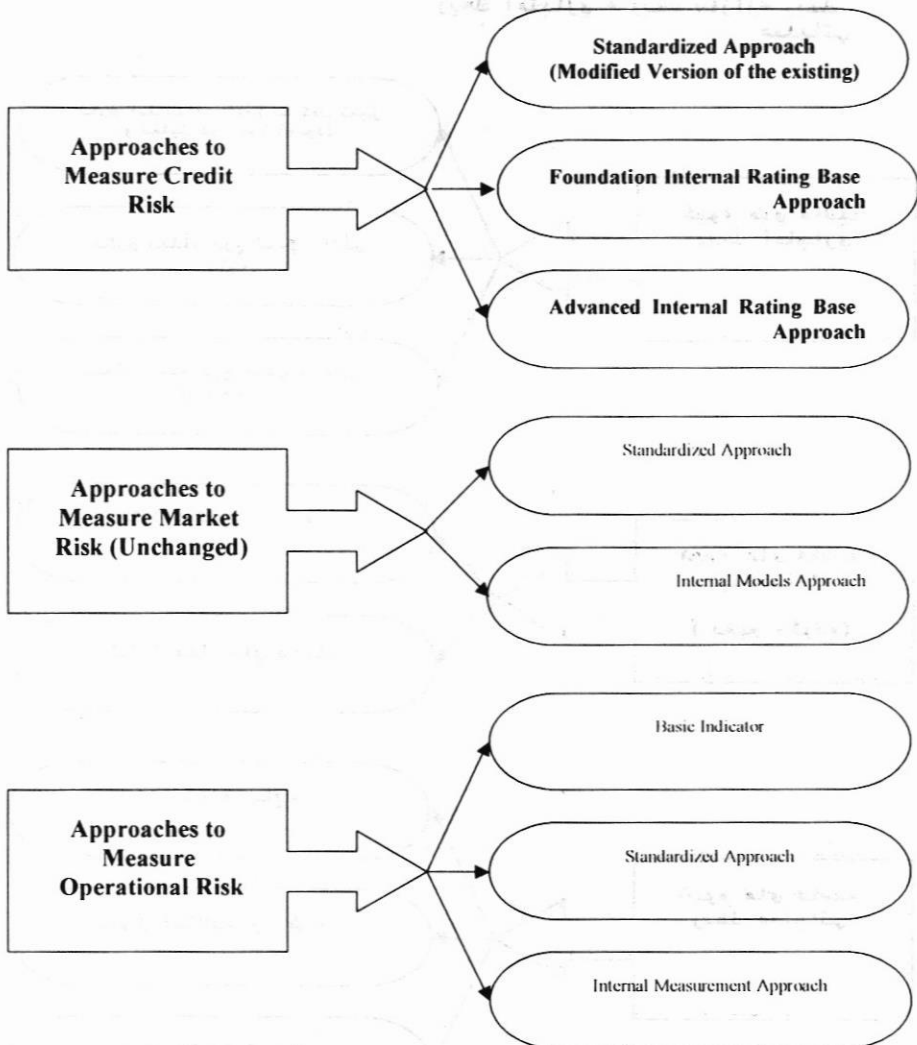 Approaches to
Measure Credit
Risk
Standardized Approach
(Modified Version of the existing)
Foundation Internal Rating Base
Approach
Advanced Internal Rating Base
Approach
Approaches to
Measure Market
Risk (Unchanged)
Standardized Approach
Internal Models Approach
Approaches to
Measure
Operational Risk
Basic Indicator
Standardized Approach
Internal Measurement Approach